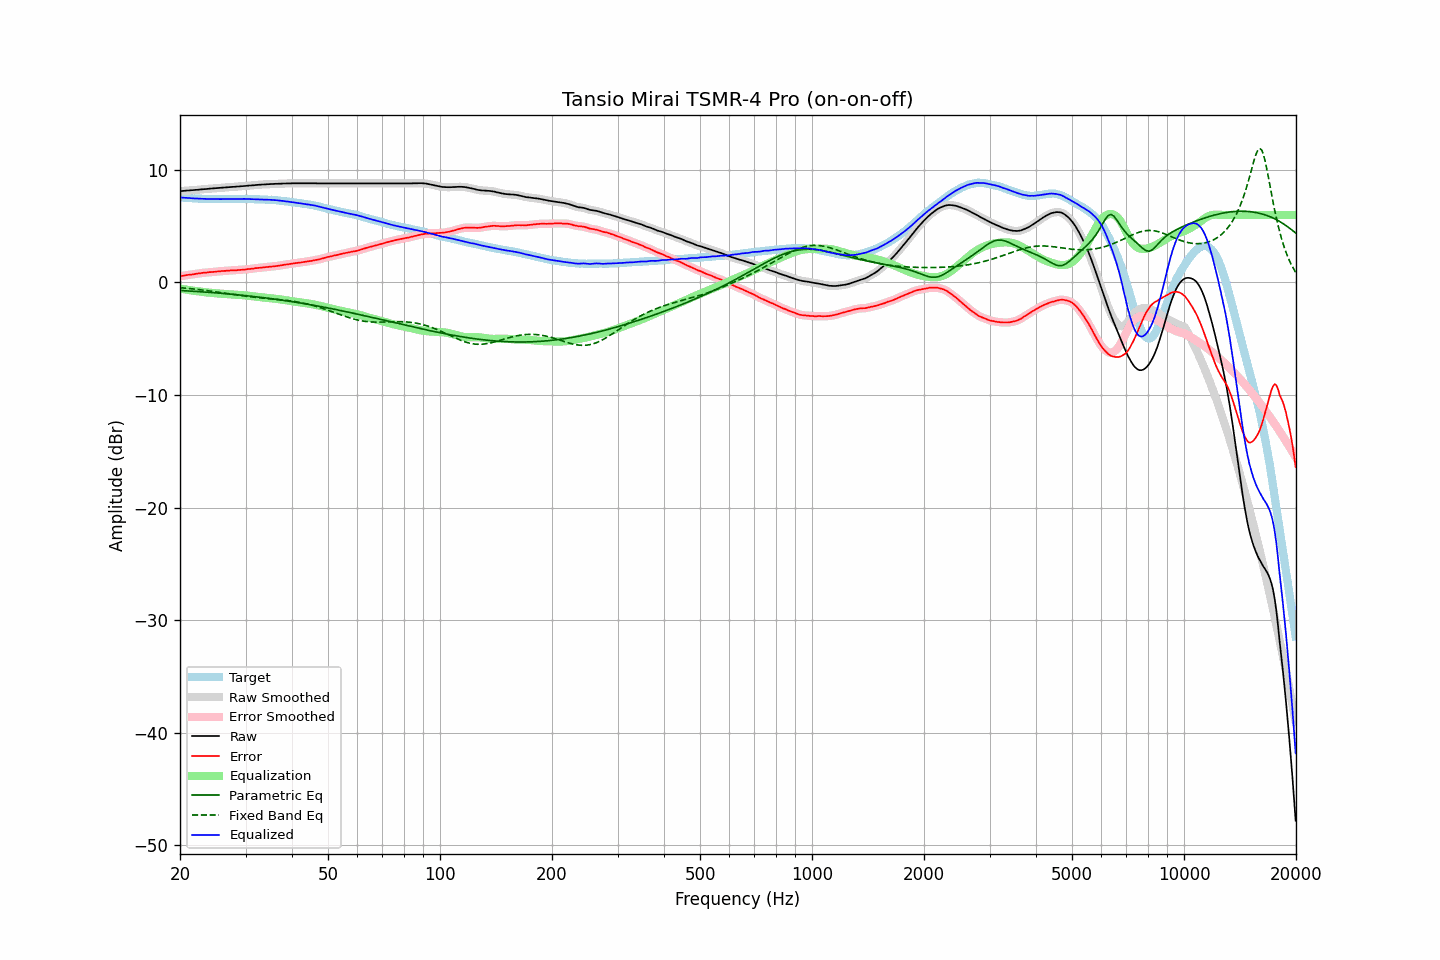 Tansio Mirai TSMR-4 Pro (on-on-off)
Amplitude (dBr)
10
0
−10
−20
−30
−40
−50
Target
Raw Smoothed
Error Smoothed
Raw
Error
Equalization
Parametric Eq
Fixed Band Eq
Equalized
20 50 100 200 500 1000 2000 5000 10000 20000
Frequency (Hz)